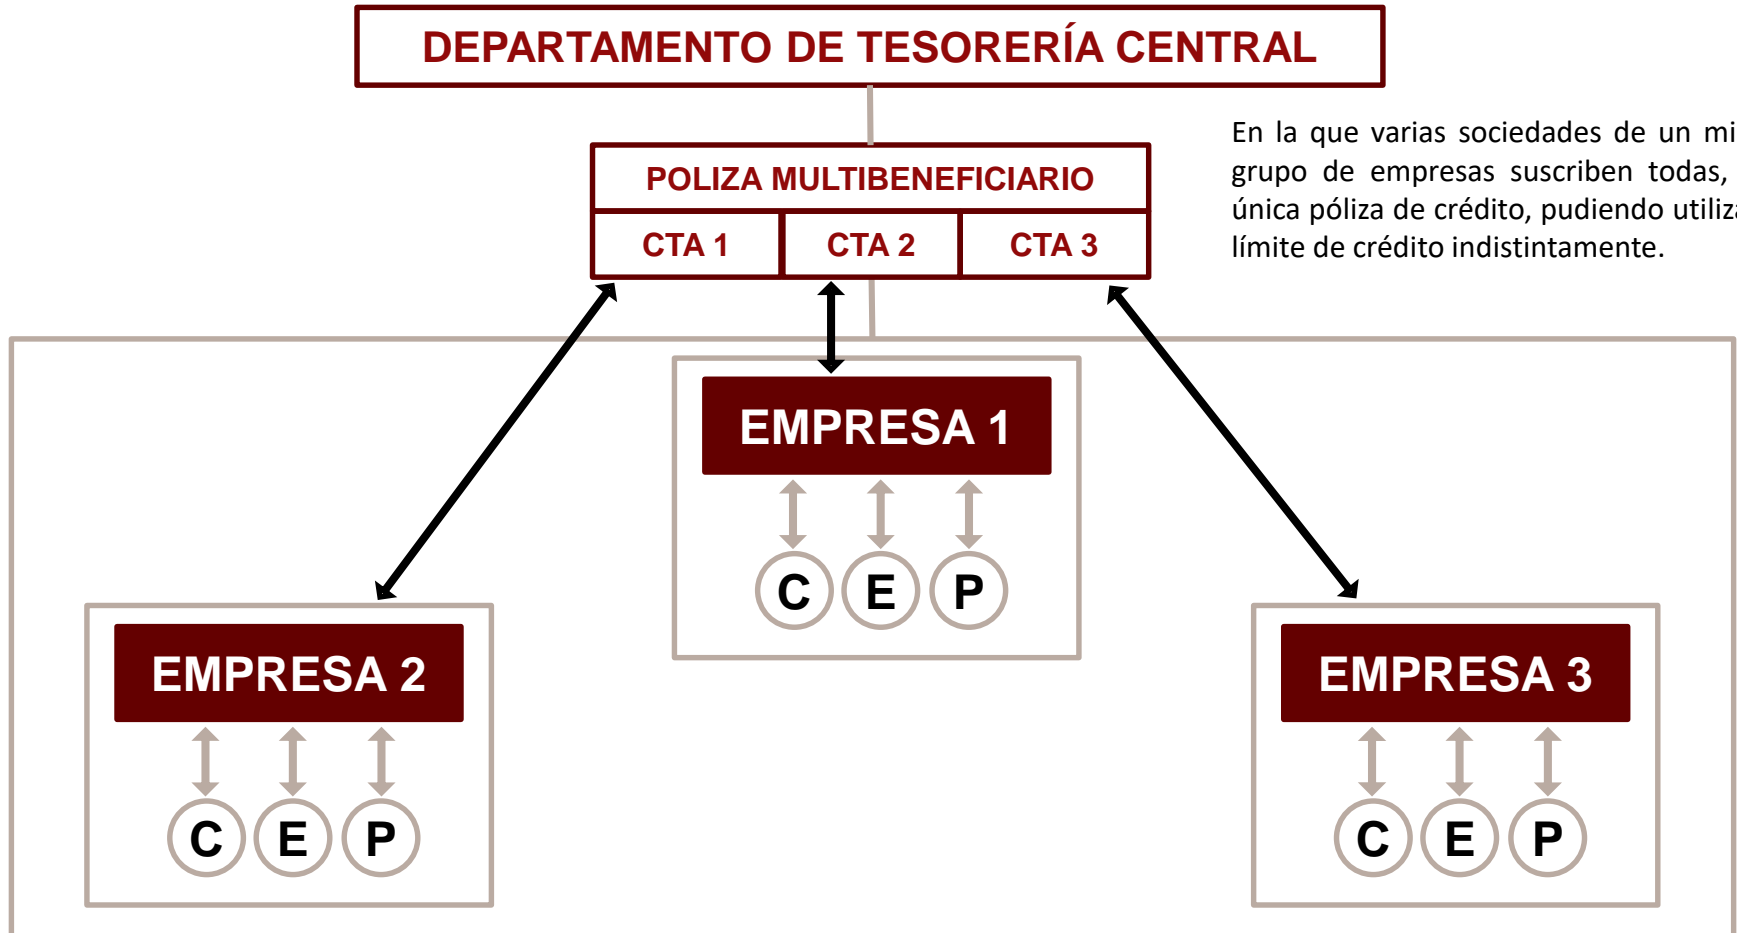 DEPARTAMENTO DE TESORERÍA CENTRAL
En la que varias sociedades de un mi
grupo de empresas suscriben todas,
única póliza de crédito, pudiendo utiliza
límite de crédito indistintamente.
POLIZA MULTIBENEFICIARIO
CTA 1 CTA 2 CTA 3
EMPRESA 1
C E P
EMPRESA 2
C E P
EMPRESA 3
C E P